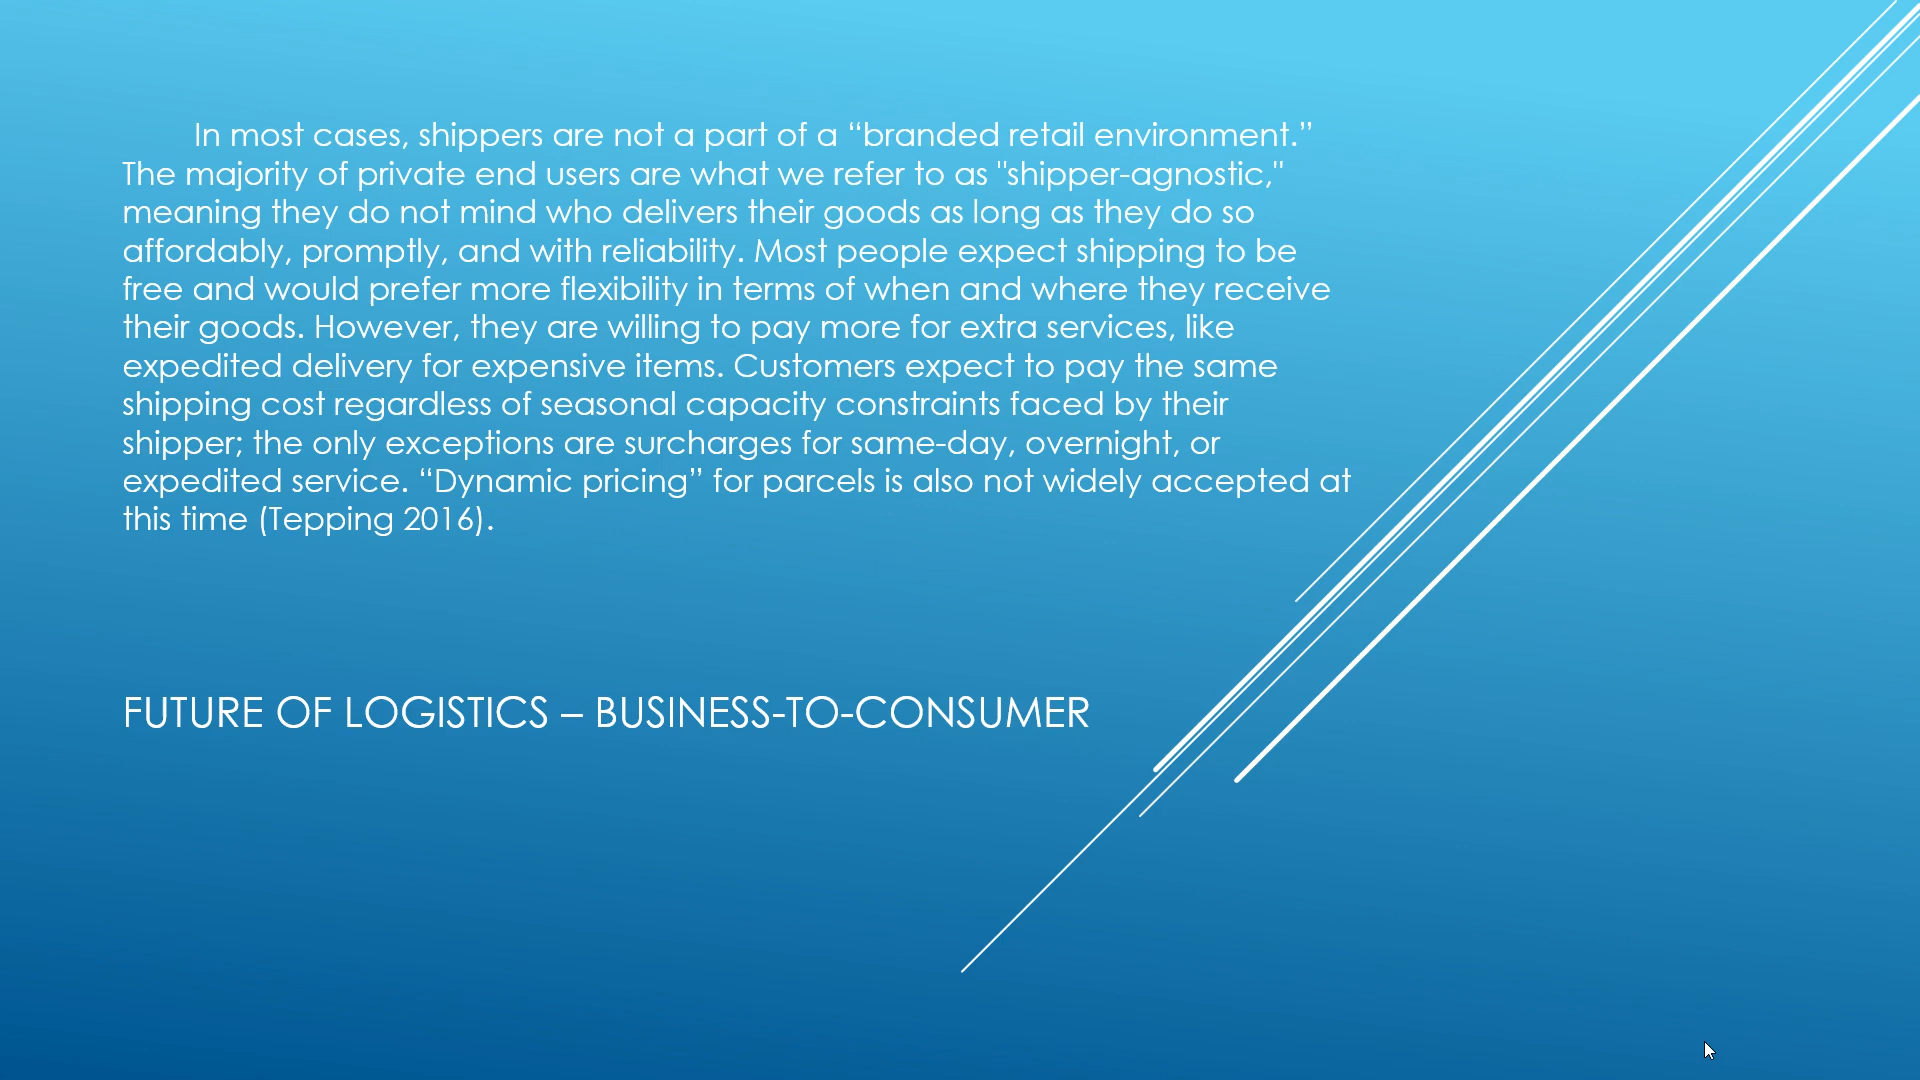 In most cases, shippers are not a part of a “branded retail environment.”
The majority of private end users are what we refer to as "shipper-agnostic,"
meaning they do not mind who delivers their goods as long as they do so
affordably, promptly, and with reliability. Most people expect shipping to be
free and would prefer more flexibility in terms of when and where they receive
their goods. However, they are willing to pay more for extra services, like
expedited delivery for expensive items. Customers expect to pay the same
shipping cost regardless of seasonal capacity constraints faced by their
shipper; the only exceptions are surcharges for same-day, overnight, or
expedited service. “Dynamic pricing” for parcels is also not widely accepted at
this time (Tepping 2016).
FUTURE OF LOGISTICS – BUSINESS-TO-CONSUMER